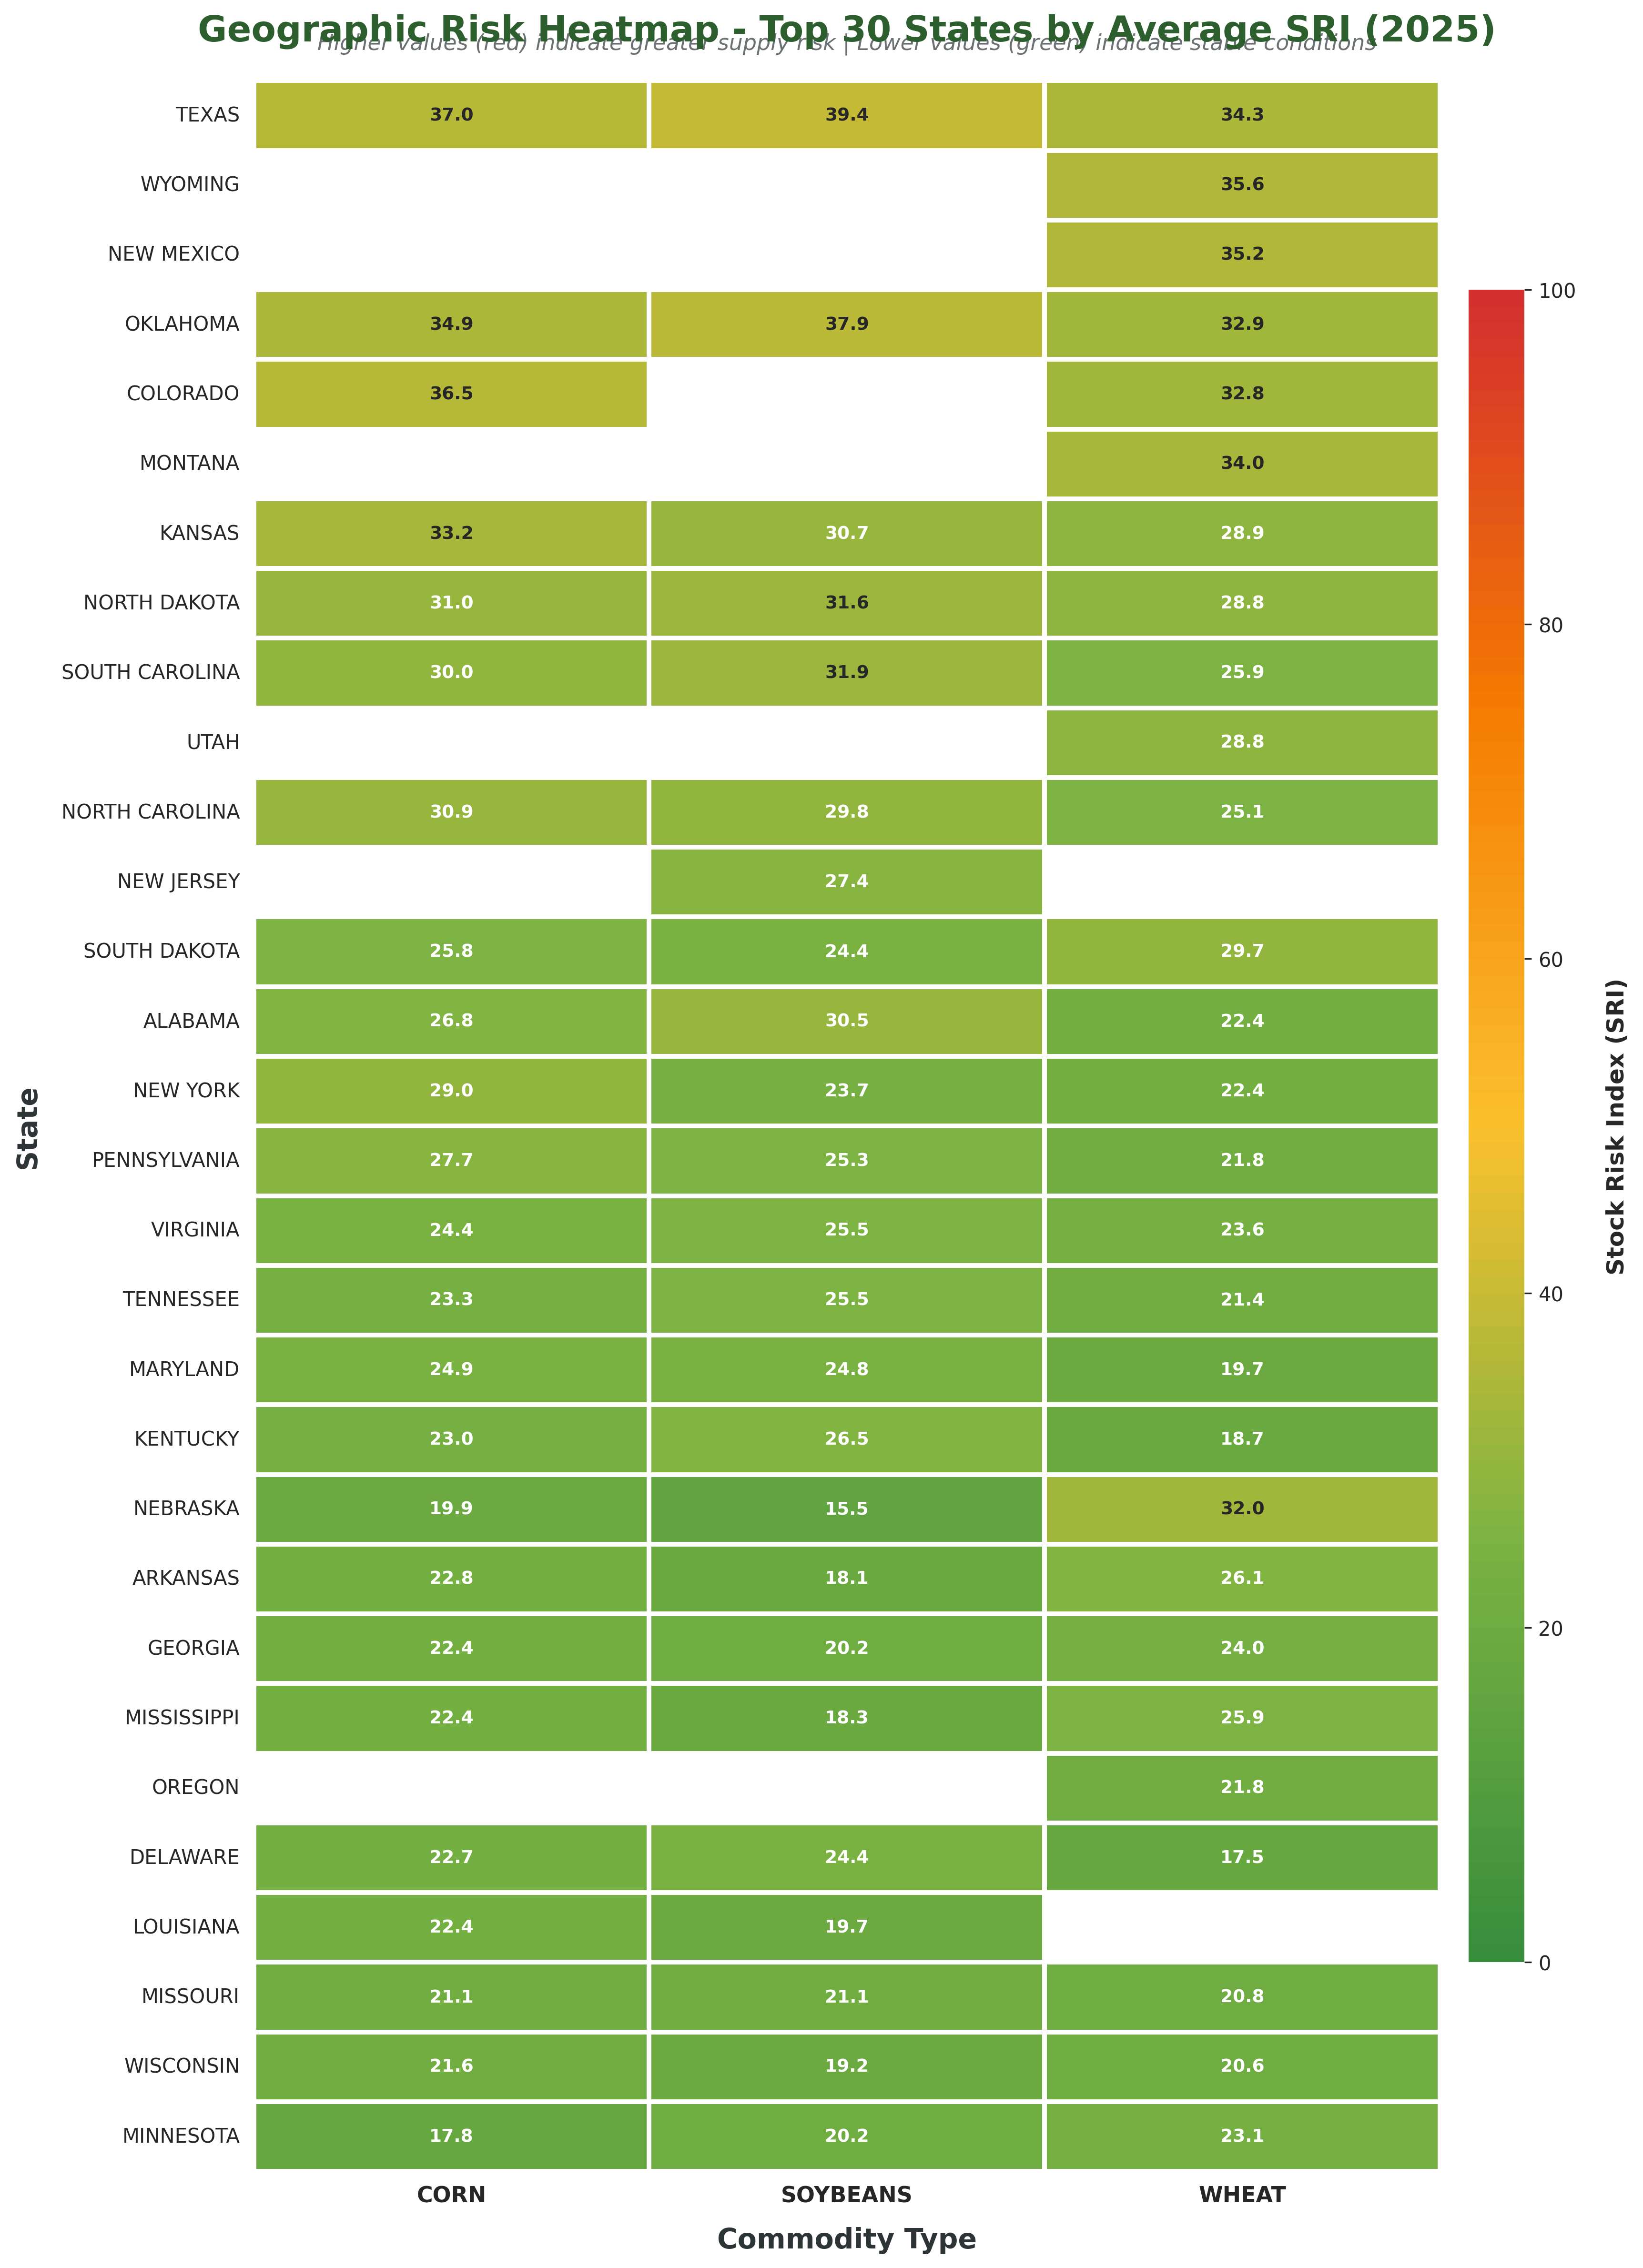 Geographic Risk Heatmap - Top 30 States by Average SRI (2025)
Higher values (red) indicate greater supply risk | Lower values (green) indicate stable conditions
TEXAS 37.0 39.4 34.3
WYOMING 35.6
NEW MEXICO 35.2
OKLAHOMA 34.9 37.9 32.9
COLORADO 36.5 32.8
MONTANA 34.0
KANSAS 33.2 30.7 28.9
NORTH DAKOTA 31.0 31.6 28.8
SOUTH CAROLINA 30.0 31.9 25.9
UTAH 28.8
NORTH CAROLINA 30.9 29.8 25.1
NEW JERSEY 27.4
SOUTH DAKOTA 25.8 24.4 29.7
ALABAMA 26.8 30.5 22.4
NEW YORK 29.0 23.7 22.4
PENNSYLVANIA 27.7 25.3 21.8
VIRGINIA 24.4 25.5 23.6
TENNESSEE 23.3 25.5 21.4
MARYLAND 24.9 24.8 19.7
KENTUCKY 23.0 26.5 18.7
NEBRASKA 19.9 15.5 32.0
ARKANSAS 22.8 18.1 26.1
GEORGIA 22.4 20.2 24.0
MISSISSIPPI 22.4 18.3 25.9
OREGON 21.8
DELAWARE 22.7 24.4 17.5
LOUISIANA 22.4 19.7
MISSOURI 21.1 21.1 20.8
WISCONSIN 21.6 19.2 20.6
MINNESOTA 17.8 20.2 23.1
CORN SOYBEANS WHEAT
Commodity Type
State
100
80
60
40
20
0
Stock Risk Index (SRI)